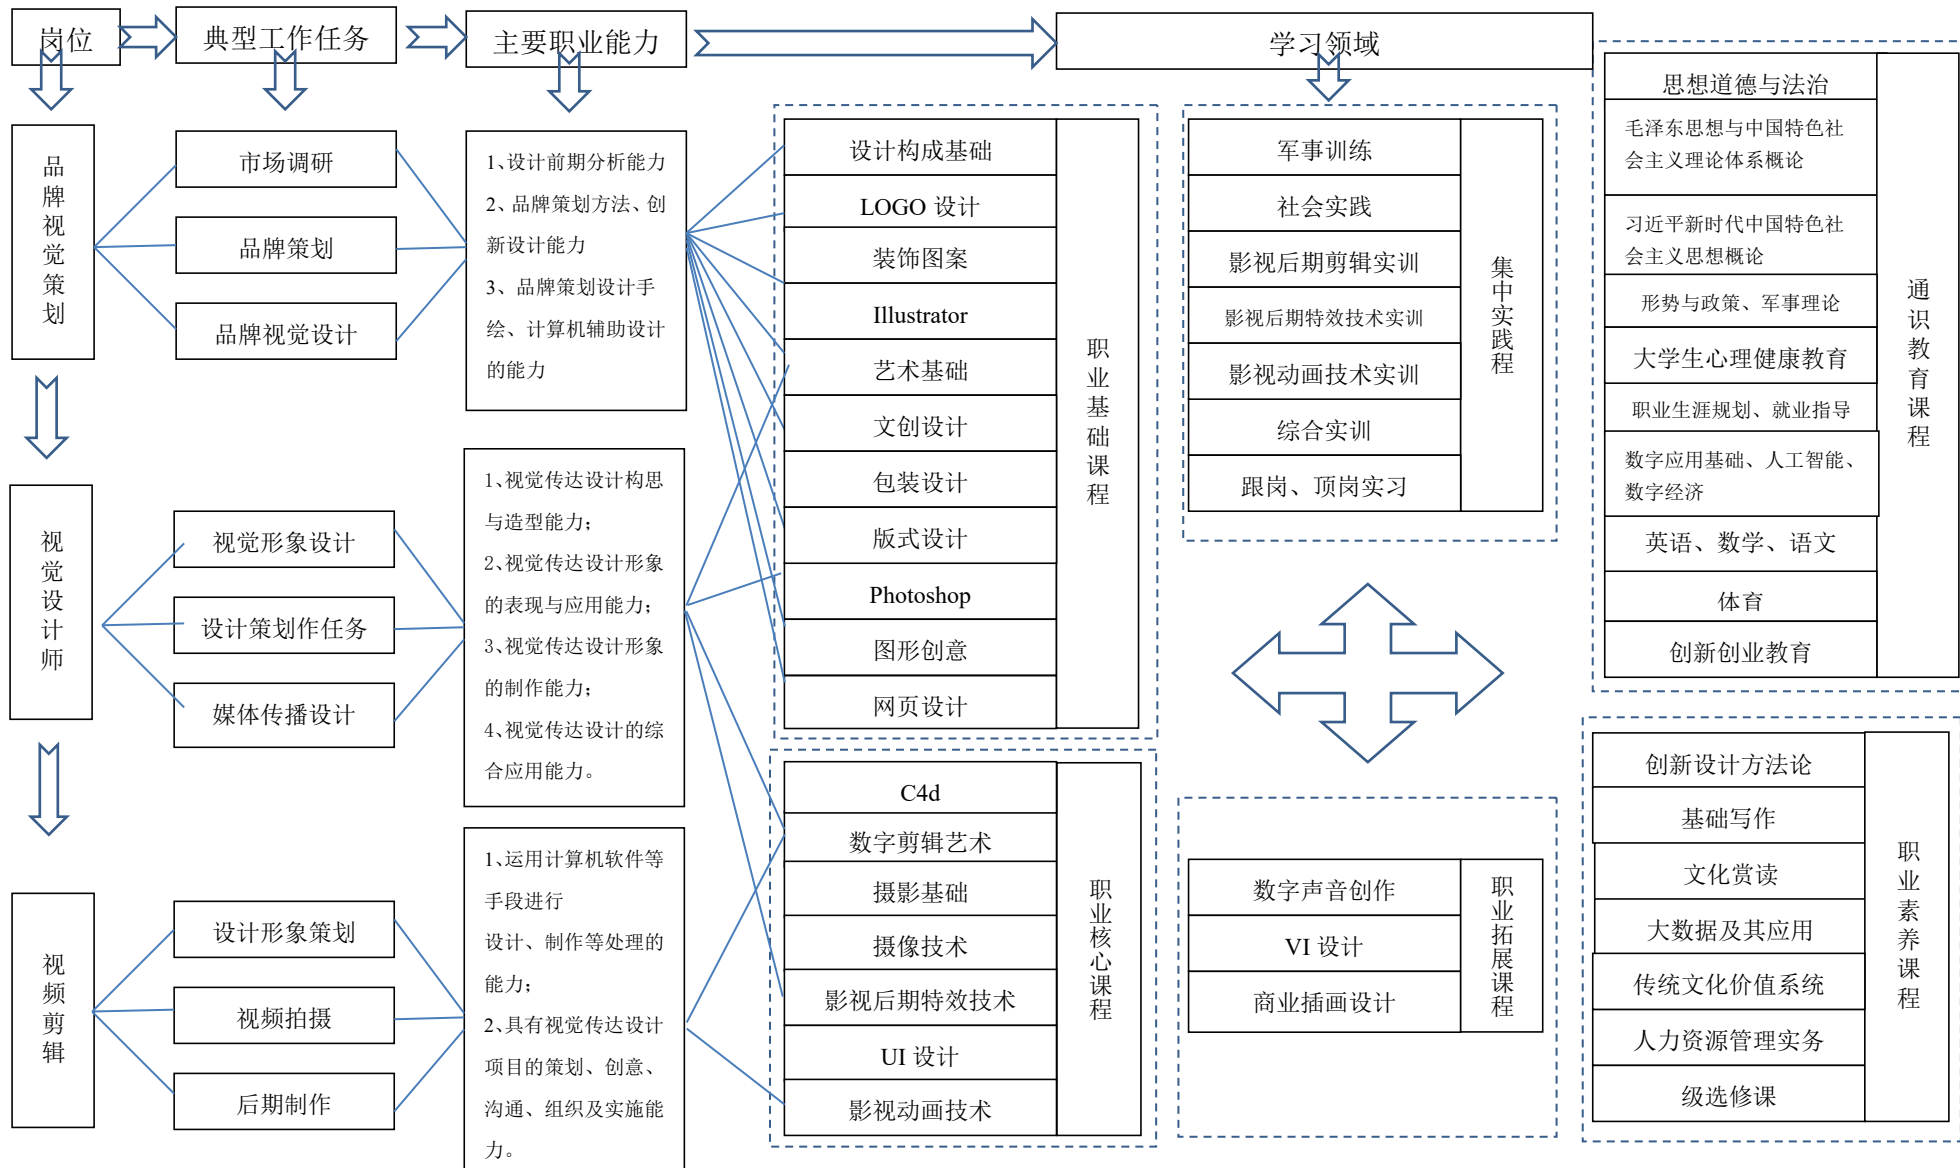 岗位
典型工作任务
主要职业能力
学习领域
品牌视觉策划
市场调研
品牌策划
品牌视觉设计
1、设计前期分析能力
2、品牌策划方法、创
新设计能力
3、品牌策划设计手
绘、计算机辅助设计
的能力
视觉设计师
视觉形象设计
设计策划作任务
媒体传播设计
1、视觉传达设计构思
与造型能力；
2、视觉传达设计形象
的表现与应用能力；
3、视觉传达设计形象
的制作能力；
4、视觉传达设计的综
合应用能力。
视频剪辑
设计形象策划
视频拍摄
后期制作
1、运用计算机软件等
手段进行
设计、制作等处理的
能力；
2、具有视觉传达设计
项目的策划、创意、
沟通、组织及实施能
力。
设计构成基础
LOGO 设计
装饰图案
Illustrator
艺术基础
文创设计
包装设计
版式设计
Photoshop
图形创意
网页设计
职业基础课程
C4d
数字剪辑艺术
摄影基础
摄像技术
影视后期特效技术
UI 设计
影视动画技术
职业核心课程
军事训练
社会实践
影视后期剪辑实训
影视后期特效技术实训
影视动画技术实训
综合实训
跟岗、顶岗实习
集中实践程
数字声音创作
VI 设计
商业插画设计
职业拓展课程
思想道德与法治
毛泽东思想与中国特色社
会主义理论体系概论
习近平新时代中国特色社
会主义思想概论
形势与政策、军事理论
大学生心理健康教育
职业生涯规划、就业指导
数字应用基础、人工智能、
数字经济
英语、数学、语文
体育
创新创业教育
通识教育课程
创新设计方法论
基础写作
文化赏读
大数据及其应用
传统文化价值系统
人力资源管理实务
级选修课
职业素养课程